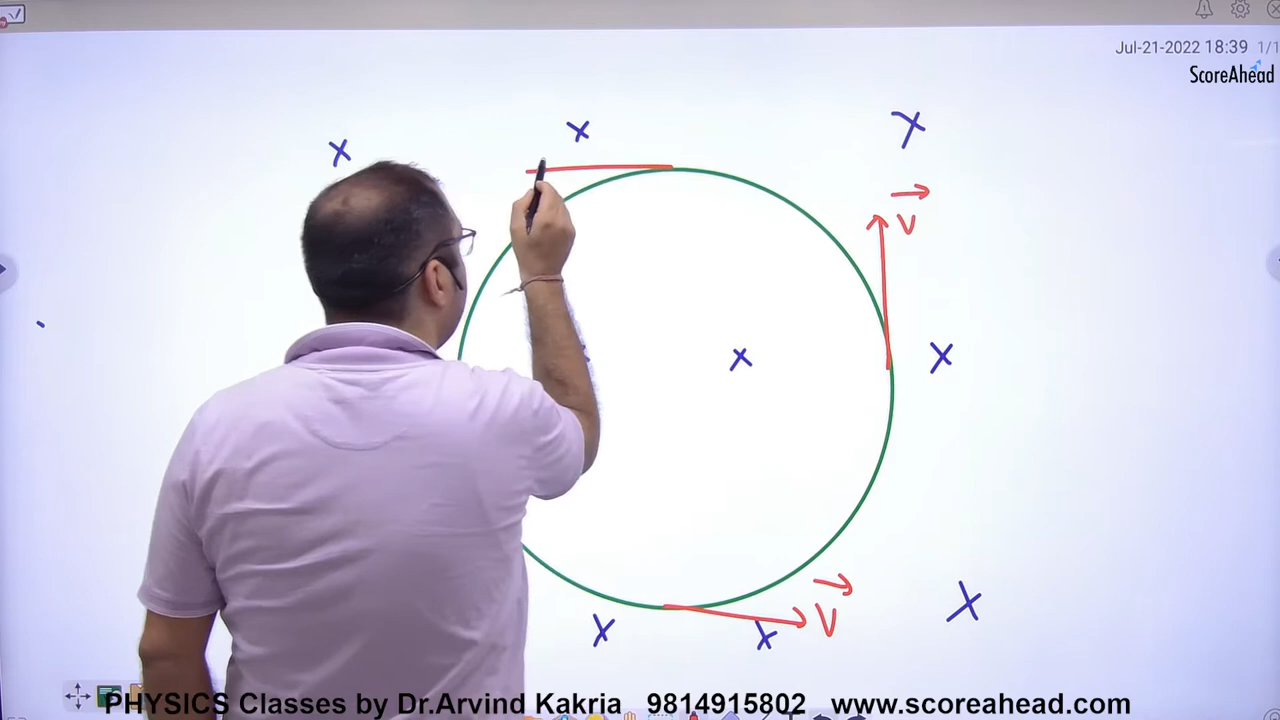 Jul-21-2022 18:39 1/1
ScoreAhead
x
x
x
V
x
x
x
x
V
x
PHYSICS Classes by Dr.Arvind Kakria 9814915802 www.scoreahead.com